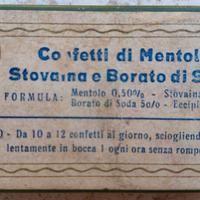 Confetti di Mentol
Stovaina e Borato di S
FORMULA: Mentolo 0,50% - Stovaina
Borato di Soda 5o/o - Eccipi
- Da 10 a 12 confetti al giorno, sciogliend
lentamente in bocca 1 ogni ora senza rompe